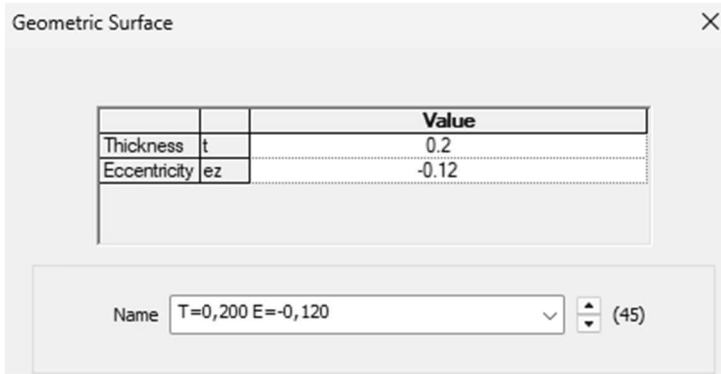 Geometric Surface
Value
Thickness t 0.2
Eccentricity ez -0.12
Name T=0,200 E=-0,120 (45)